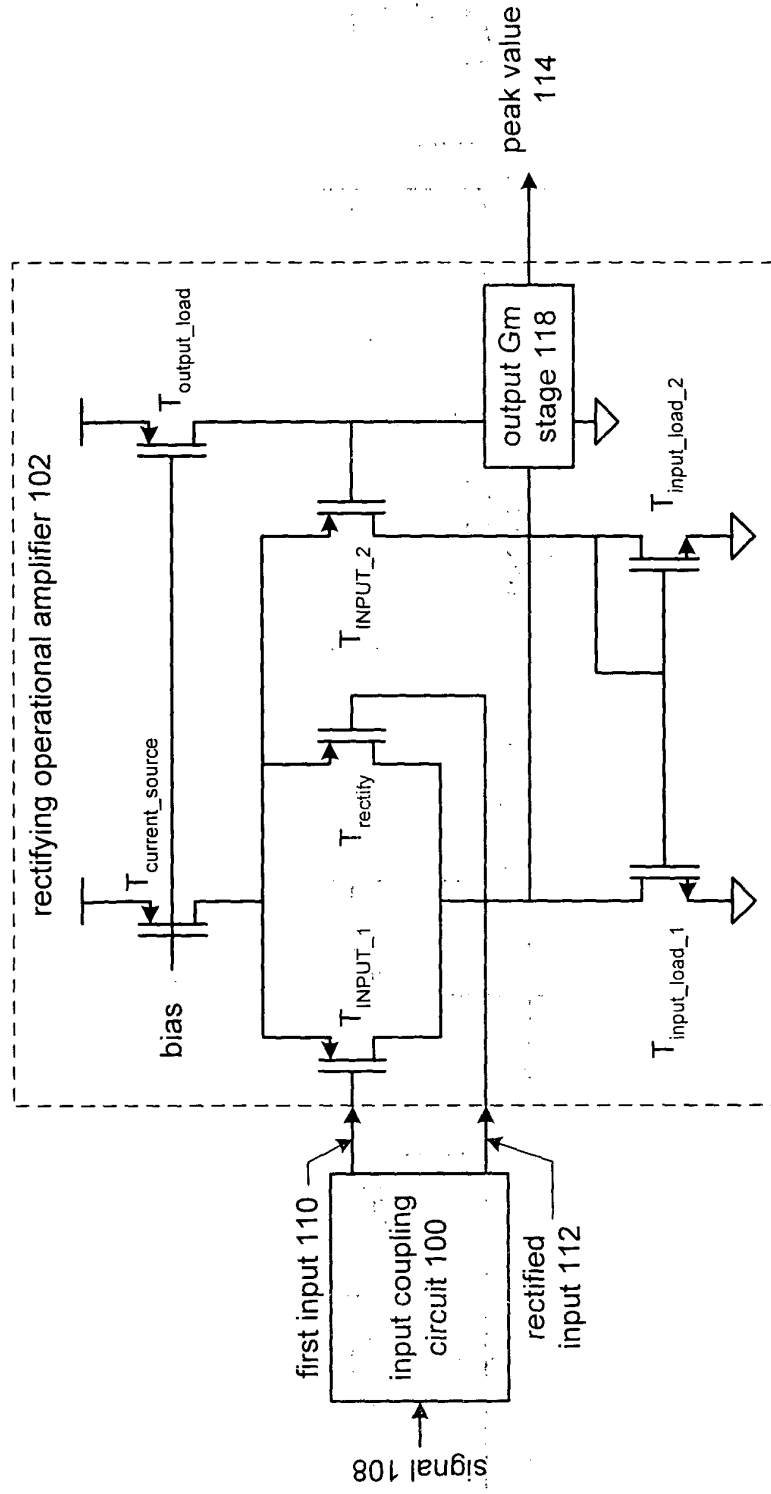 rectifying operational amplifier 102
T_current_source
T_output_load
bias
T_INPUT_1
T_rectify
T_INPUT_2
first input 110
signal 108
input coupling
circuit 100
rectified
input 112
output Gm
stage 118
peak value
114
T_input_load_1
T_input_load_2